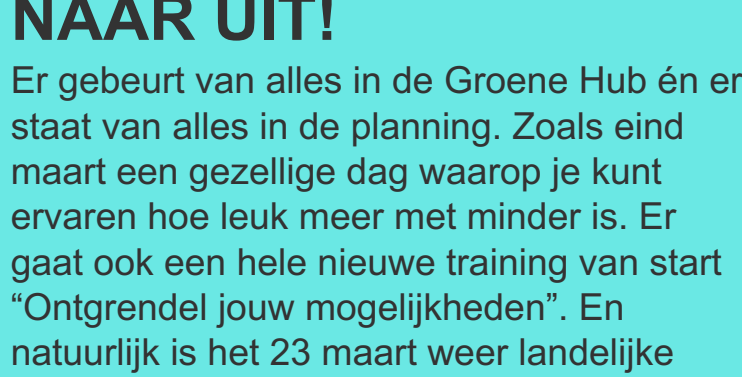 NAAR UIT!
Er gebeurt van alles in de Groene Hub én er
staat van alles in de planning. Zoals eind
maart een gezellige dag waarop je kunt
ervaren hoe leuk meer met minder is. Er
gaat ook een hele nieuwe training van start
“Ontgrendel jouw mogelijkheden”. En
natuurlijk is het 23 maart weer landelijke